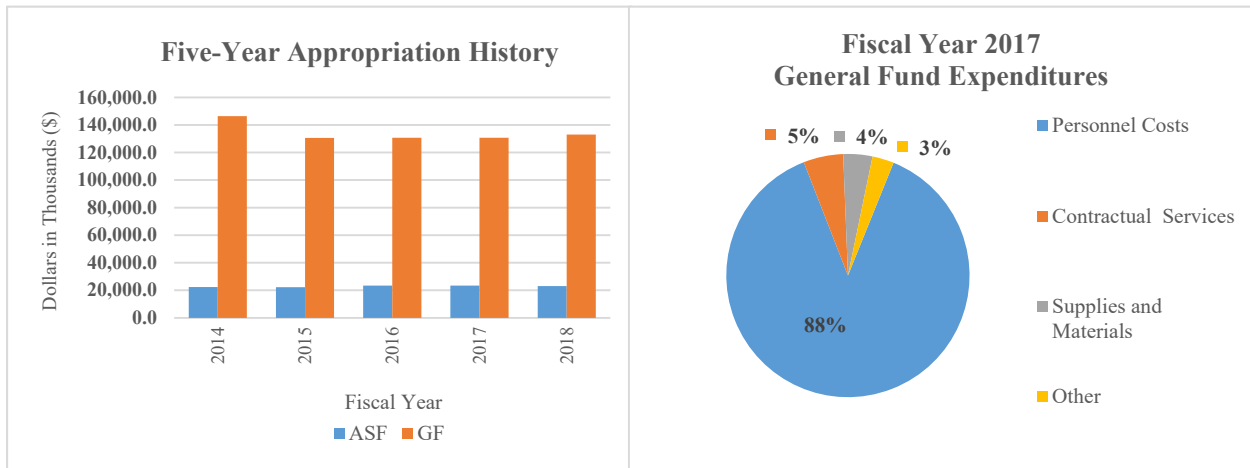 Five-Year Appropriation History
Dollars in Thousands ($)
160,000.0
140,000.0
120,000.0
100,000.0
80,000.0
60,000.0
40,000.0
20,000.0
0.0
2014
2015
2016
2017
2018
Fiscal Year
ASF GF
Fiscal Year 2017
General Fund Expenditures
5% 4% 3%
88%
Personnel Costs
Contractual Services
Supplies and
Materials
Other